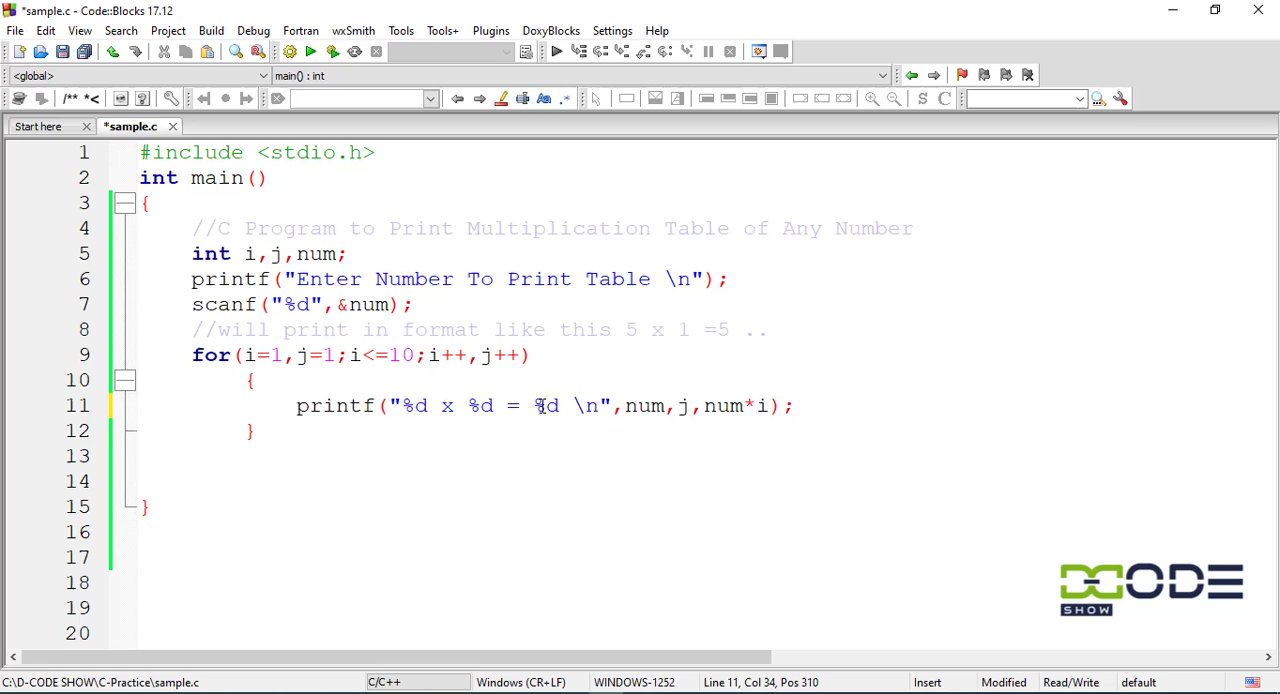 *sample.c - Code::Blocks 17.12
File Edit View Search Project Build Debug Fortran wxSmith Tools Tools+ Plugins DoxyBlocks Settings Help
<global> main() : int
/** *< Aa .* S C
Start here *sample.c
1 #include <stdio.h>
2 int main()
3 {
4 //C Program to Print Multiplication Table of Any Number
5 int i,j,num;
6 printf("Enter Number To Print Table \n");
7 scanf("%d",&num);
8 //will print in format like this 5 x 1 =5 ..
9 for(i=1,j=1;i<=10;i++,j++)
10 {
11 printf("%d x %d = %d \n",num,j,num*i);
12 }
13
14
15 }
16
17
18
19
20
DCODE
SHOW
C:\D-CODE SHOW\C-Practice\sample.c C/C++ Windows (CR+LF) WINDOWS-1252 Line 11, Col 34, Pos 310 Insert Modified Read/Write default